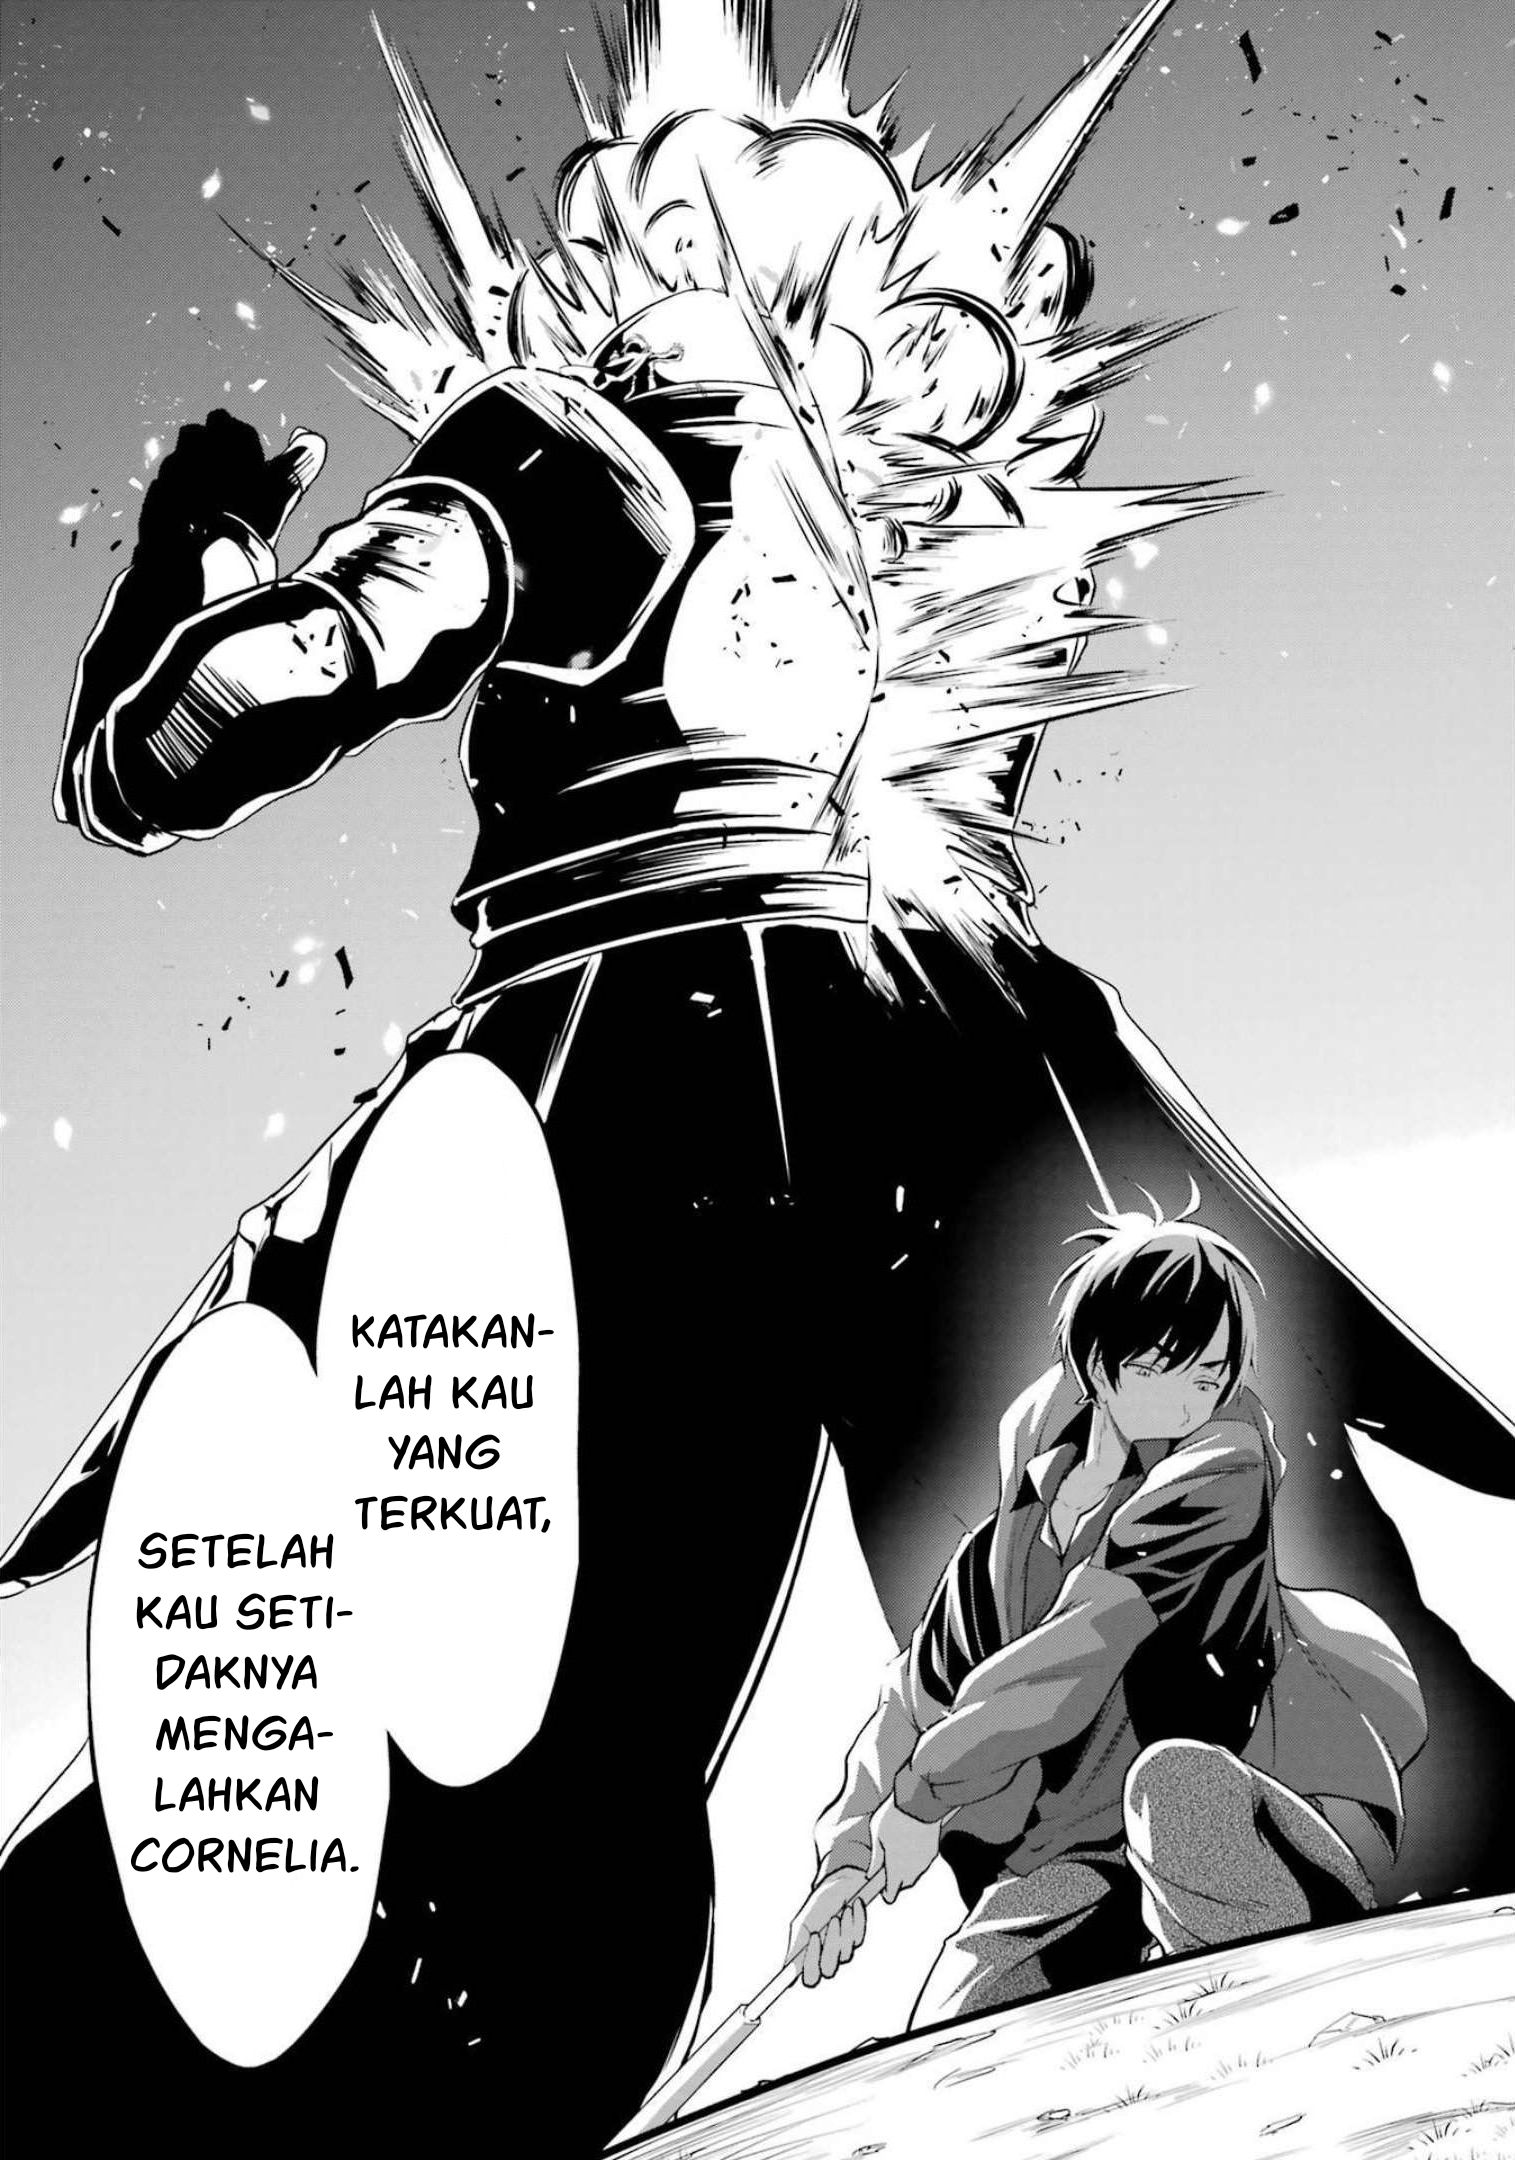 KATAKAN-
LAH KAU
YANG
TERKUAT,
SETELAH
KAU SETI-
DAKNYA
MENGA-
LAHKAN
CORNELIA.